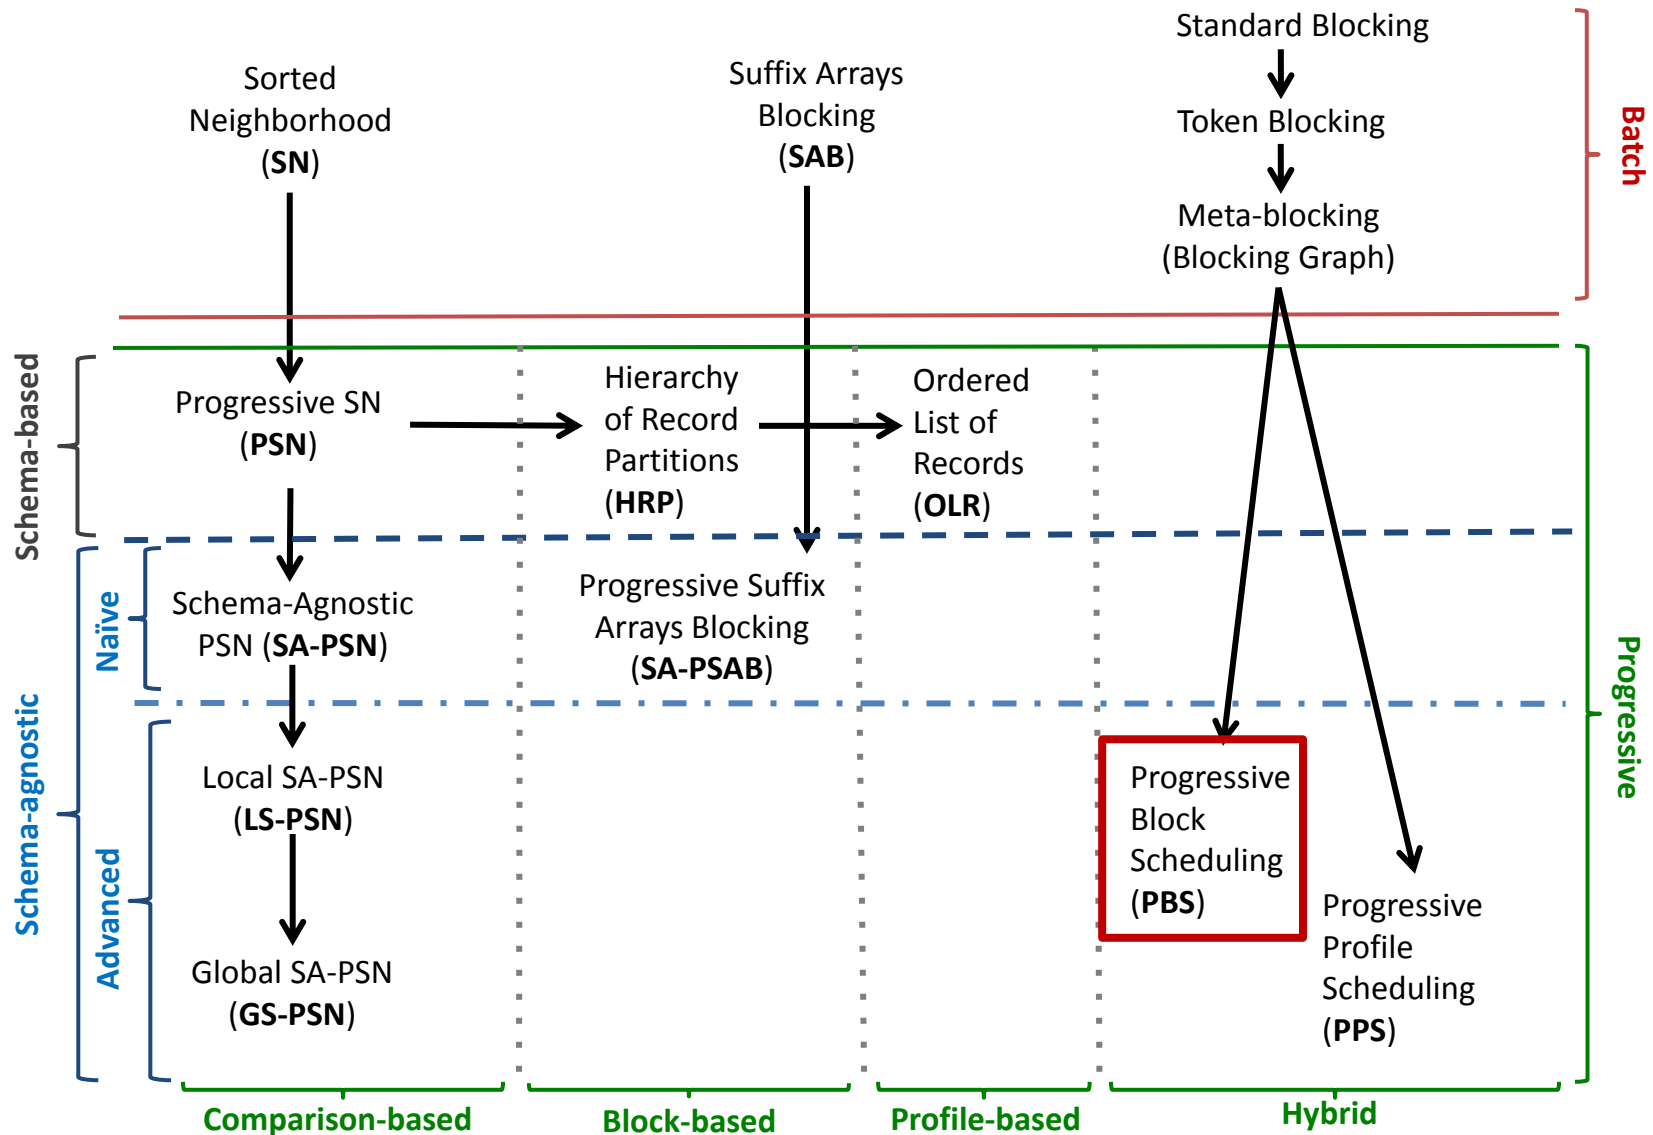 Standard Blocking
Token Blocking
Meta-blocking
(Blocking Graph)
Sorted
Neighborhood
(SN)
Suffix Arrays
Blocking
(SAB)
Batch
Schema-based
Progressive SN
(PSN)
Hierarchy
of Record
Partitions
(HRP)
Ordered
List of
Records
(OLR)
Schema-agnostic
Naïve
Schema-Agnostic
PSN (SA-PSN)
Progressive Suffix
Arrays Blocking
(SA-PSAB)
Progressive
Advanced
Local SA-PSN
(LS-PSN)
Global SA-PSN
(GS-PSN)
Progressive
Block
Scheduling
(PBS)
Progressive
Profile
Scheduling
(PPS)
Comparison-based
Block-based
Profile-based
Hybrid